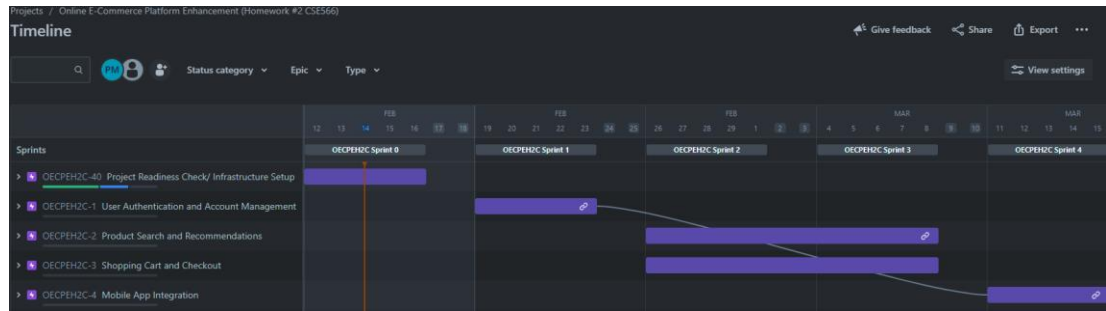 Projects / Online E-Commerce Platform Enhancement (Homework #2 CSE566)
Timeline
Give feedback Share Export
PM Status category Epic Type View settings
FEB FEB FEB MAR MAR
12 13 14 15 16 17 18 19 20 21 22 23 24 25 26 27 28 29 1 2 3 4 5 6 7 8 9 10 11 12 13 14 15
Sprints OECPEH2C Sprint 0 OECPEH2C Sprint 1 OECPEH2C Sprint 2 OECPEH2C Sprint 3 OECPEH2C Sprint 4
OECPEH2C-40 Project Readiness Check/ Infrastructure Setup
OECPEH2C-1 User Authentication and Account Management
OECPEH2C-2 Product Search and Recommendations
OECPEH2C-3 Shopping Cart and Checkout
OECPEH2C-4 Mobile App Integration